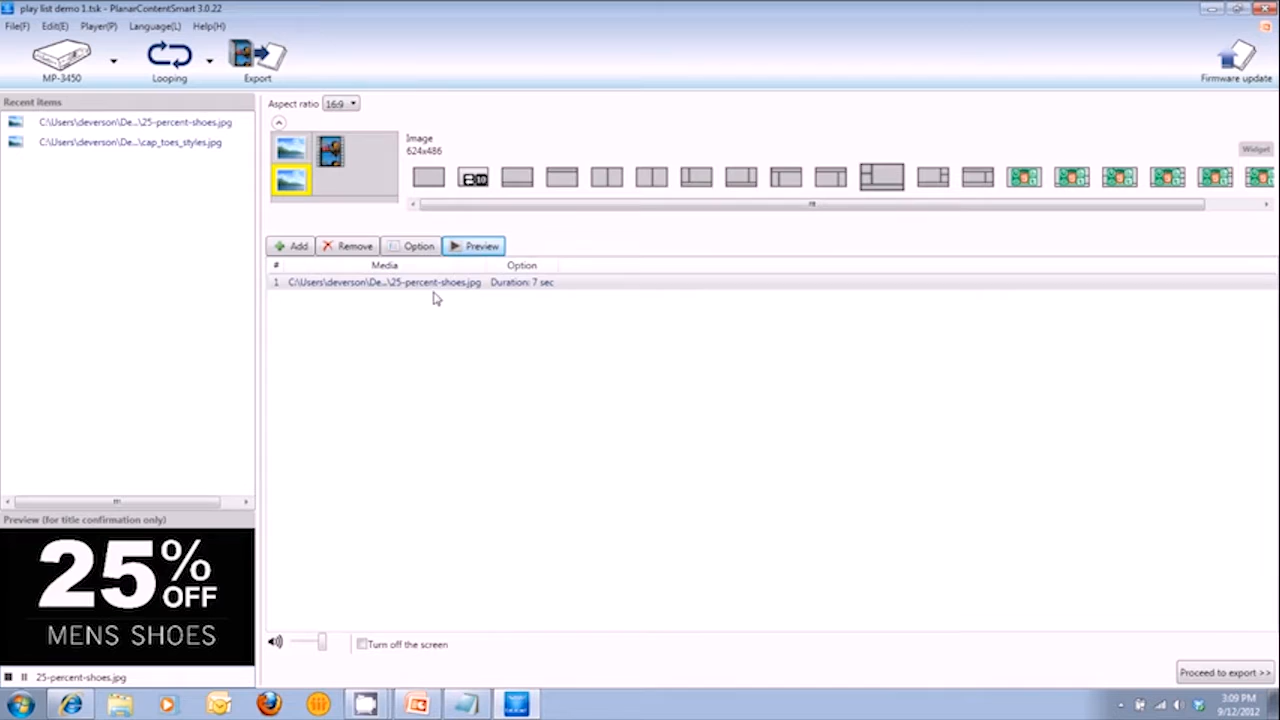 play list demo 1.tsk - PlanarContentSmart 3.0.22
File(F) Edit(E) Player(P) Language(L) Help(H)
MP-3450 Looping Export Firmware update
Recent items
C:\Users\deverson\De...\25-percent-shoes.jpg
C:\Users\deverson\De...\cap_toes_styles.jpg
Aspect ratio 16:9
Image
624x486
Widget
Add Remove Option Preview
# Media Option
1 C:\Users\deverson\De...\25-percent-shoes.jpg Duration: 7 sec
Preview (for title confirmation only)
25% OFF
MENS SHOES
25-percent-shoes.jpg
Turn off the screen
Proceed to export >>
3:09 PM
9/12/2012